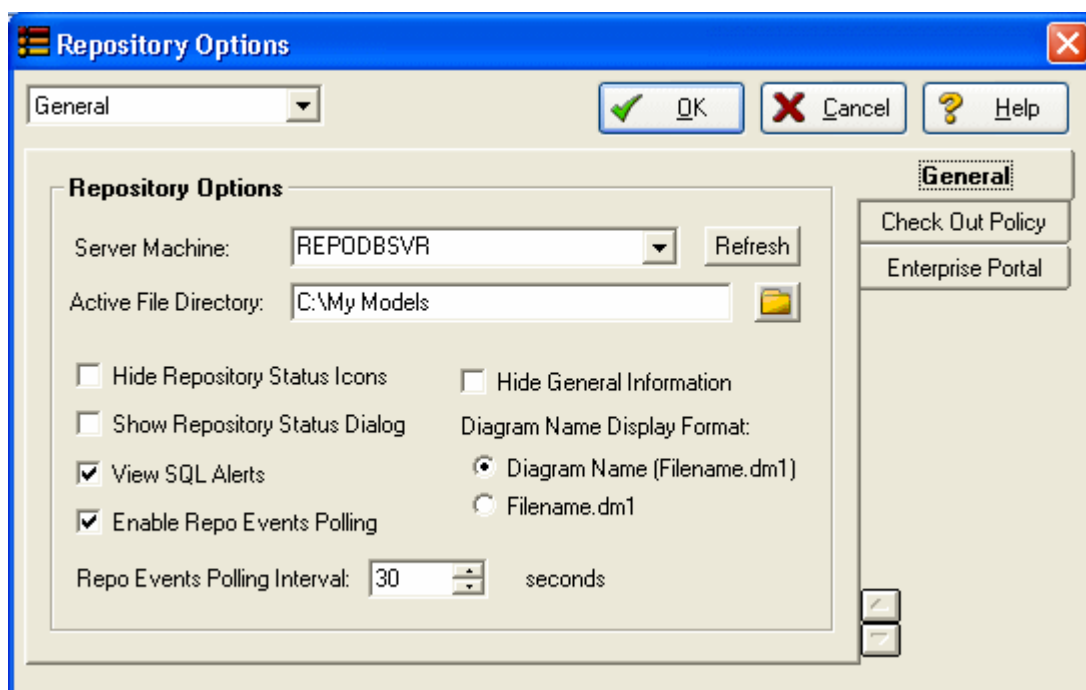 Repository Options
General
OK
Cancel
Help
General
Check Out Policy
Enterprise Portal
Repository Options
Server Machine: REPODBSVR Refresh
Active File Directory: C:\My Models
Hide Repository Status Icons
Show Repository Status Dialog
View SQL Alerts
Enable Repo Events Polling
Hide General Information
Diagram Name Display Format:
Diagram Name (Filename.dm1)
Filename.dm1
Repo Events Polling Interval: 30 seconds